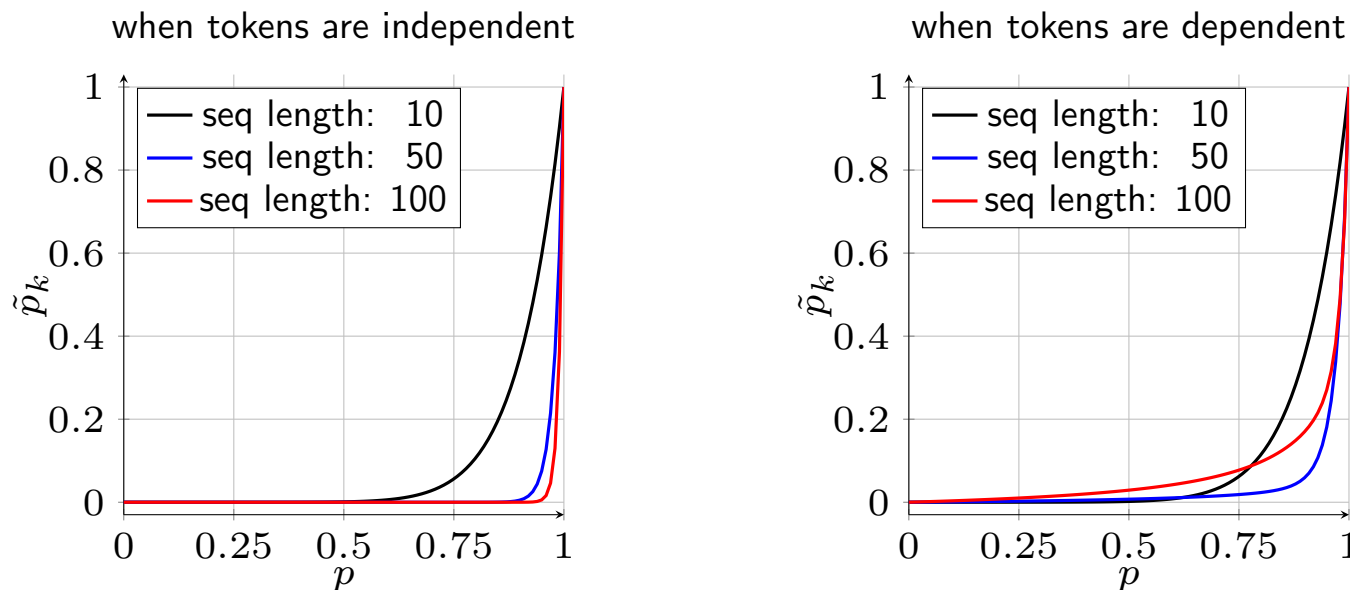 when tokens are independent
1
0.8
0.6
0.4
0.2
0
p̃k
seq length: 10
seq length: 50
seq length: 100
0 0.25 0.5 0.75 1
p
when tokens are dependent
1
0.8
0.6
0.4
0.2
0
p̃k
seq length: 10
seq length: 50
seq length: 100
0 0.25 0.5 0.75 1
p